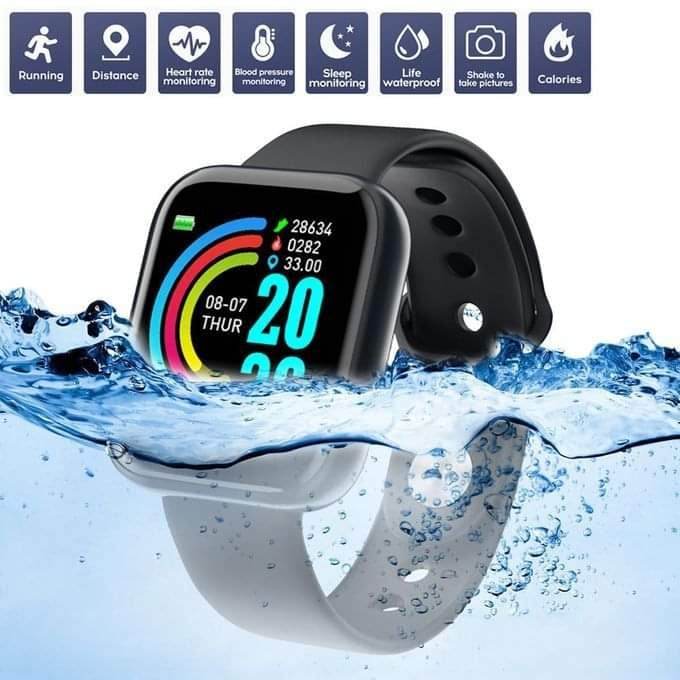 Running
Distance
Heart rate
monitoring
Blood pressure
monitoring
Sleep
monitoring
Life
waterproof
Shake to
take pictures
Calories
28634
0282
33.00
08-07
THUR
20